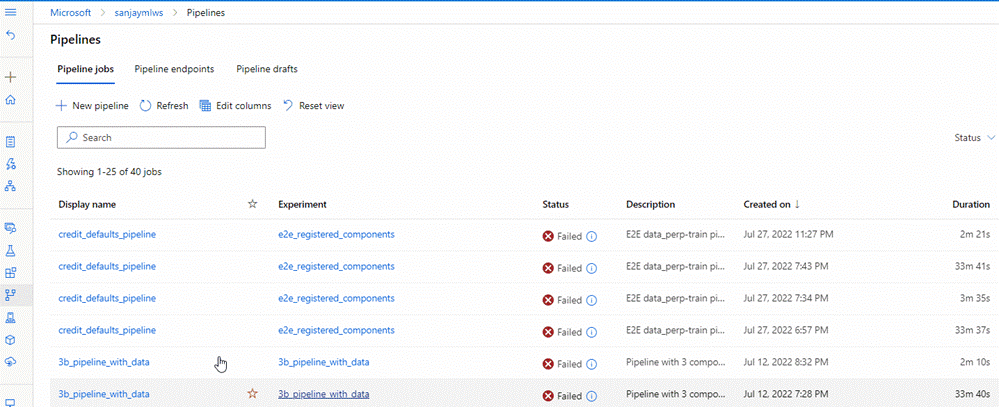 Microsoft > sanjaymlws > Pipelines
Pipelines
Pipeline jobs Pipeline endpoints Pipeline drafts
New pipeline Refresh Edit columns Reset view
Search Status
Showing 1-25 of 40 jobs
Display name Experiment Status Description Created on ↓ Duration
credit_defaults_pipeline e2e_registered_components Failed E2E data_perp-train pi... Jul 27, 2022 11:27 PM 2m 21s
credit_defaults_pipeline e2e_registered_components Failed E2E data_perp-train pi... Jul 27, 2022 7:43 PM 33m 41s
credit_defaults_pipeline e2e_registered_components Failed E2E data_perp-train pi... Jul 27, 2022 7:34 PM 3m 35s
credit_defaults_pipeline e2e_registered_components Failed E2E data_perp-train pi... Jul 27, 2022 6:57 PM 33m 37s
3b_pipeline_with_data 3b_pipeline_with_data Failed Pipeline with 3 compo... Jul 12, 2022 8:32 PM 2m 10s
3b_pipeline_with_data 3b_pipeline_with_data Failed Pipeline with 3 compo... Jul 12, 2022 7:28 PM 33m 40s